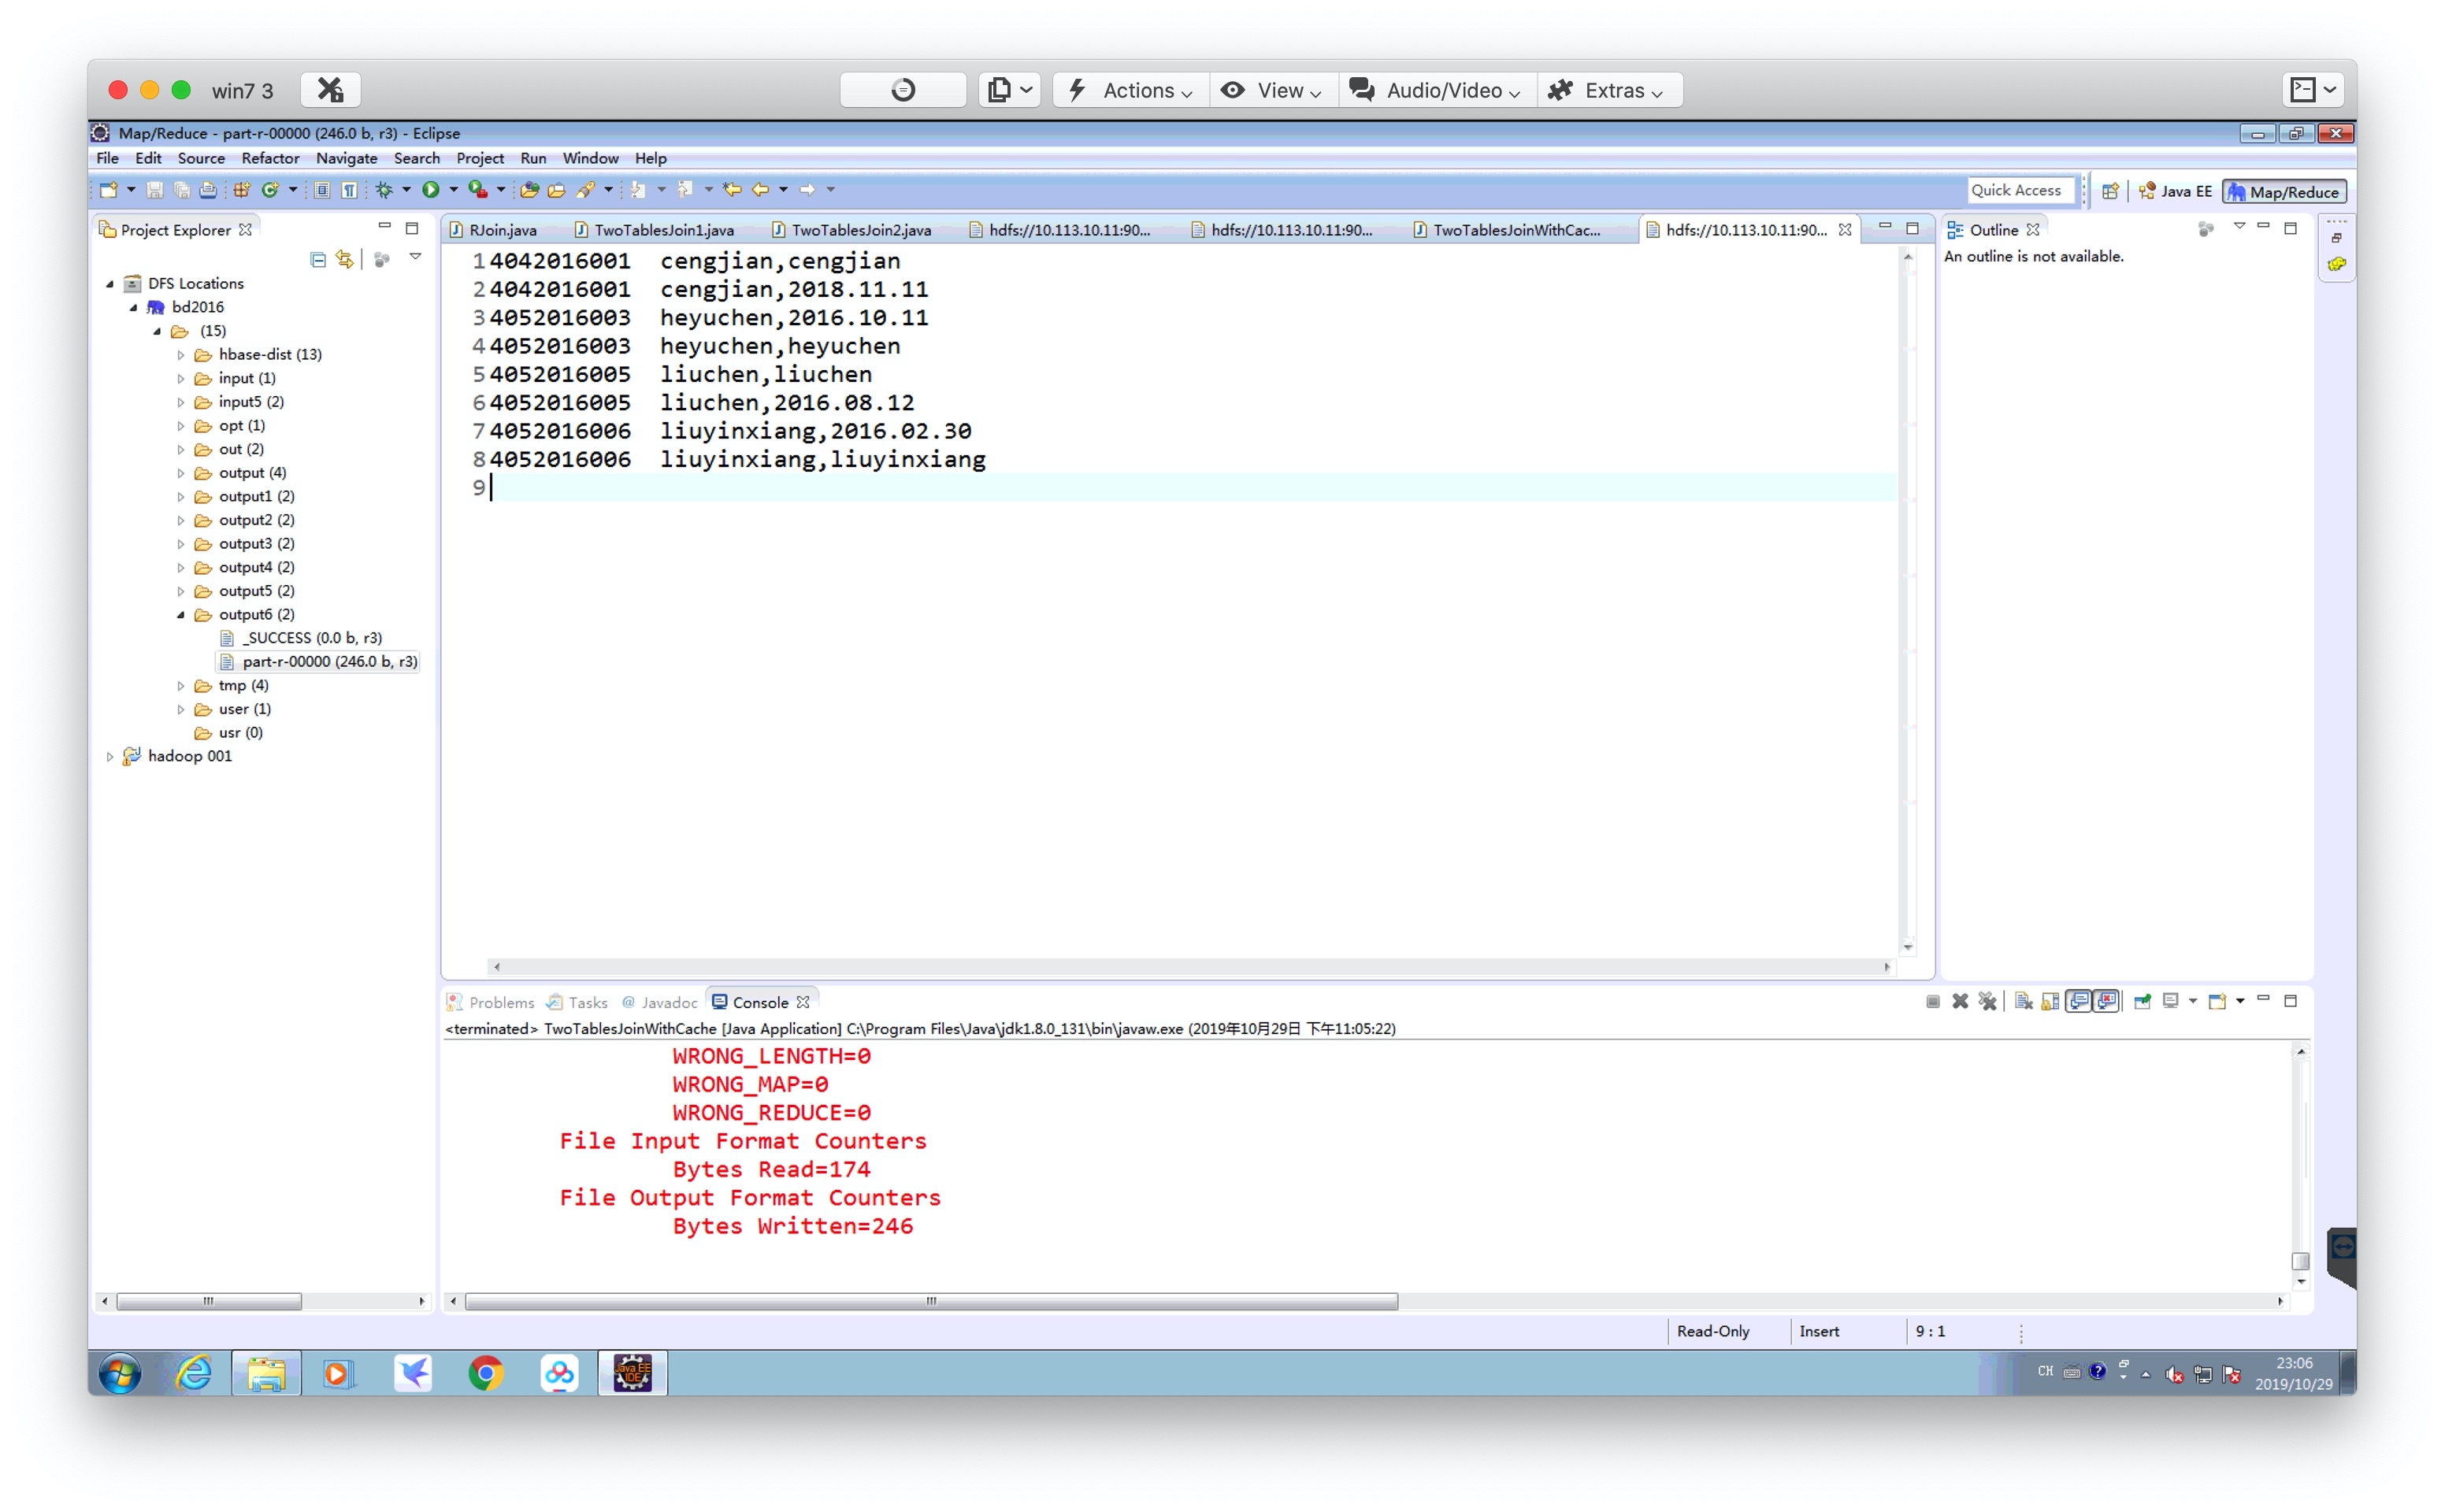 win7 3
Actions View Audio/Video Extras
Map/Reduce - part-r-00000 (246.0 b, r3) - Eclipse
File Edit Source Refactor Navigate Search Project Run Window Help
Quick Access Java EE Map/Reduce
Project Explorer
DFS Locations
bd2016
(15)
hbase-dist (13)
input (1)
input5 (2)
opt (1)
out (2)
output (4)
output1 (2)
output2 (2)
output3 (2)
output4 (2)
output5 (2)
output6 (2)
_SUCCESS (0.0 b, r3)
part-r-00000 (246.0 b, r3)
tmp (4)
user (1)
usr (0)
hadoop 001
RJoin.java TwoTablesJoin1.java TwoTablesJoin2.java hdfs://10.113.10.11:90... hdfs://10.113.10.11:90... TwoTablesJoinWithCac... hdfs://10.113.10.11:90...
1 4042016001 cengjian,cengjian
2 4042016001 cengjian,2018.11.11
3 4052016003 heyuchen,2016.10.11
4 4052016003 heyuchen,heyuchen
5 4052016005 liuchen,liuchen
6 4052016005 liuchen,2016.08.12
7 4052016006 liuyinxiang,2016.02.30
8 4052016006 liuyinxiang,liuyinxiang
9
Outline
An outline is not available.
Problems @ Javadoc Tasks Console
<terminated> TwoTablesJoinWithCache [Java Application] C:\Program Files\Java\jdk1.8.0_131\bin\javaw.exe (2019年10月29日 下午11:05:22)
WRONG_LENGTH=0
WRONG_MAP=0
WRONG_REDUCE=0
File Input Format Counters
Bytes Read=174
File Output Format Counters
Bytes Written=246
Read-Only Insert 9 : 1
Java EE
IDE
CH
23:06
2019/10/29